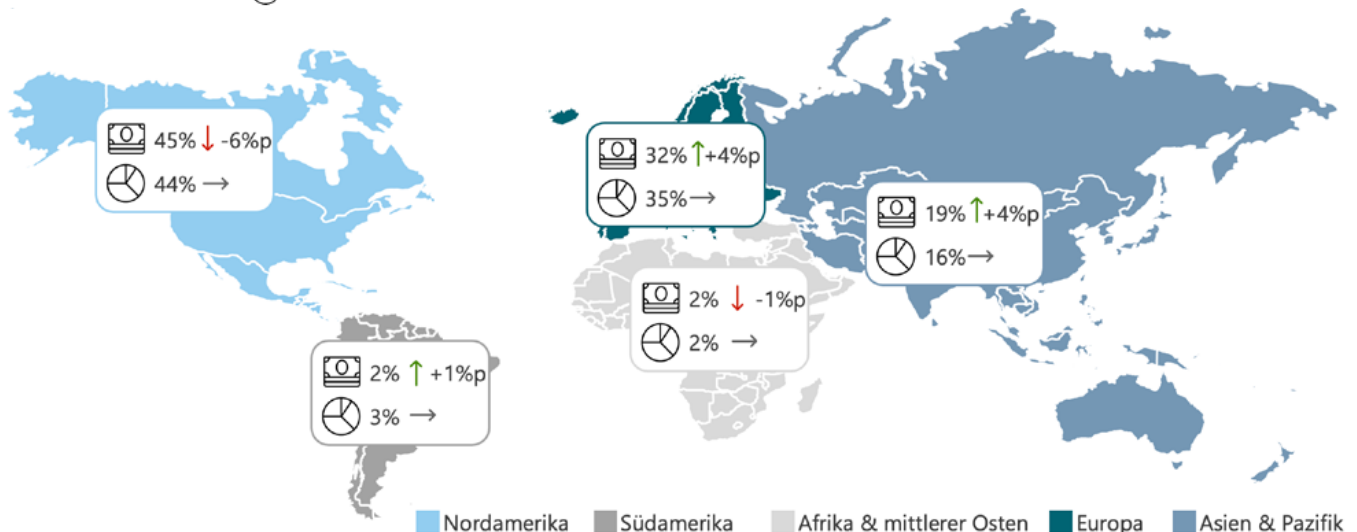 45% ↓ -6%p
44% →
32% ↑+4%p
35% →
19% ↑+4%p
16% →
2% ↓ -1%p
2% →
2% ↑ +1%p
3% →
Nordamerika Südamerika Afrika & mittlerer Osten Europa Asien & Pazifik